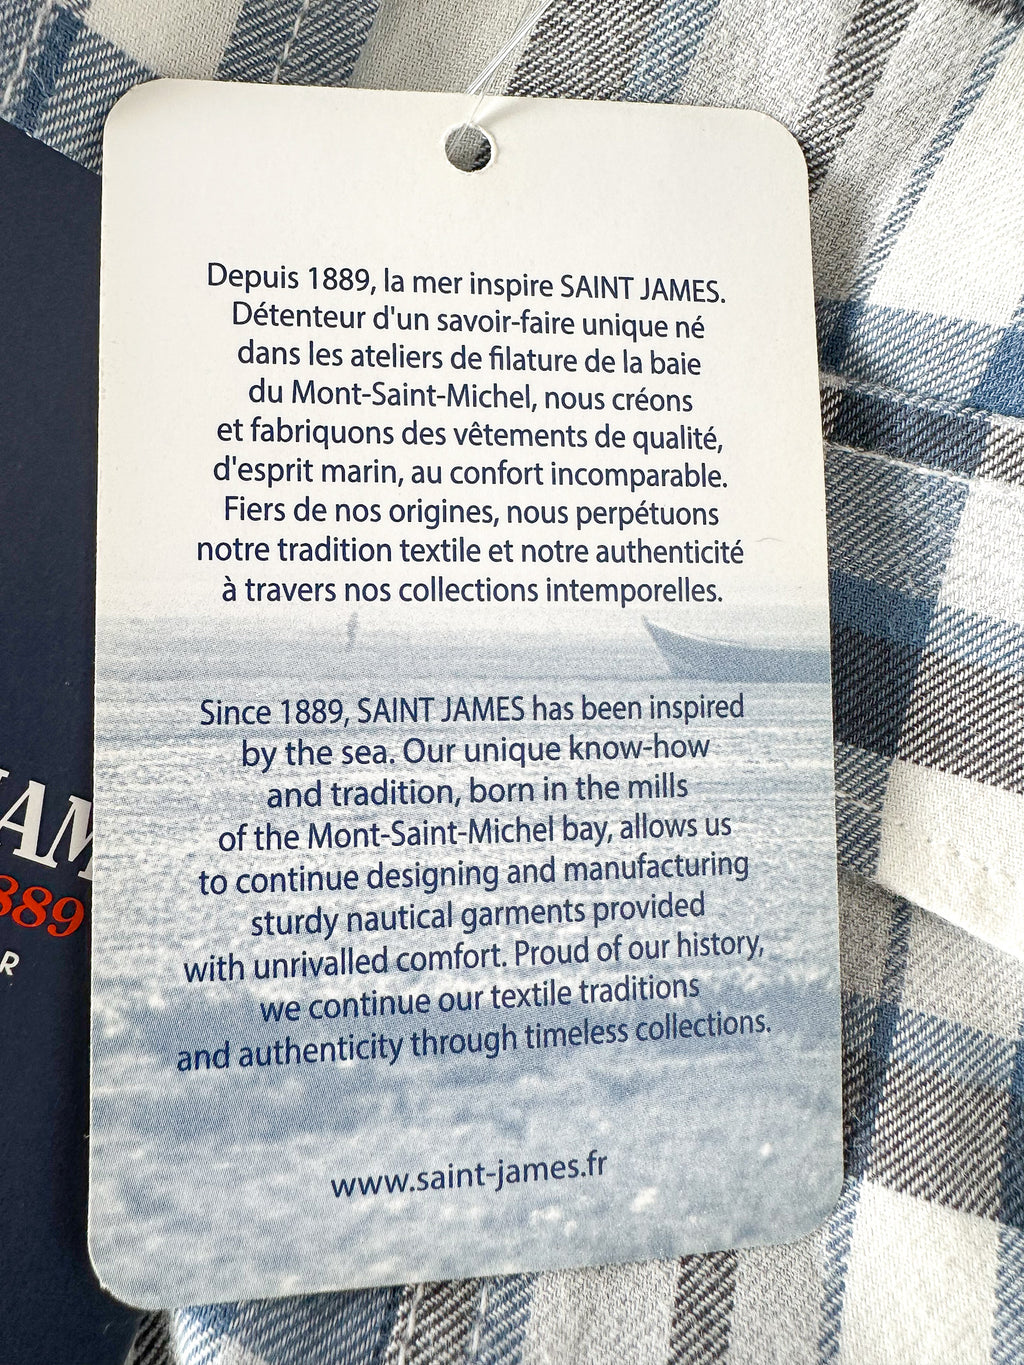 Depuis 1889, la mer inspire SAINT JAMES.
Détenteur d'un savoir-faire unique né
dans les ateliers de filature de la baie
du Mont-Saint-Michel, nous créons
et fabriquons des vêtements de qualité,
d'esprit marin, au confort incomparable.
Fiers de nos origines, nous perpétuons
notre tradition textile et notre authenticité
à travers nos collections intemporelles.
Since 1889, SAINT JAMES has been inspired
by the sea. Our unique know-how
and tradition, born in the mills
of the Mont-Saint-Michel bay, allows us
to continue designing and manufacturing
sturdy nautical garments provided
with unrivalled comfort. Proud of our history,
we continue our textile traditions
and authenticity through timeless collections.
www.saint-james.fr